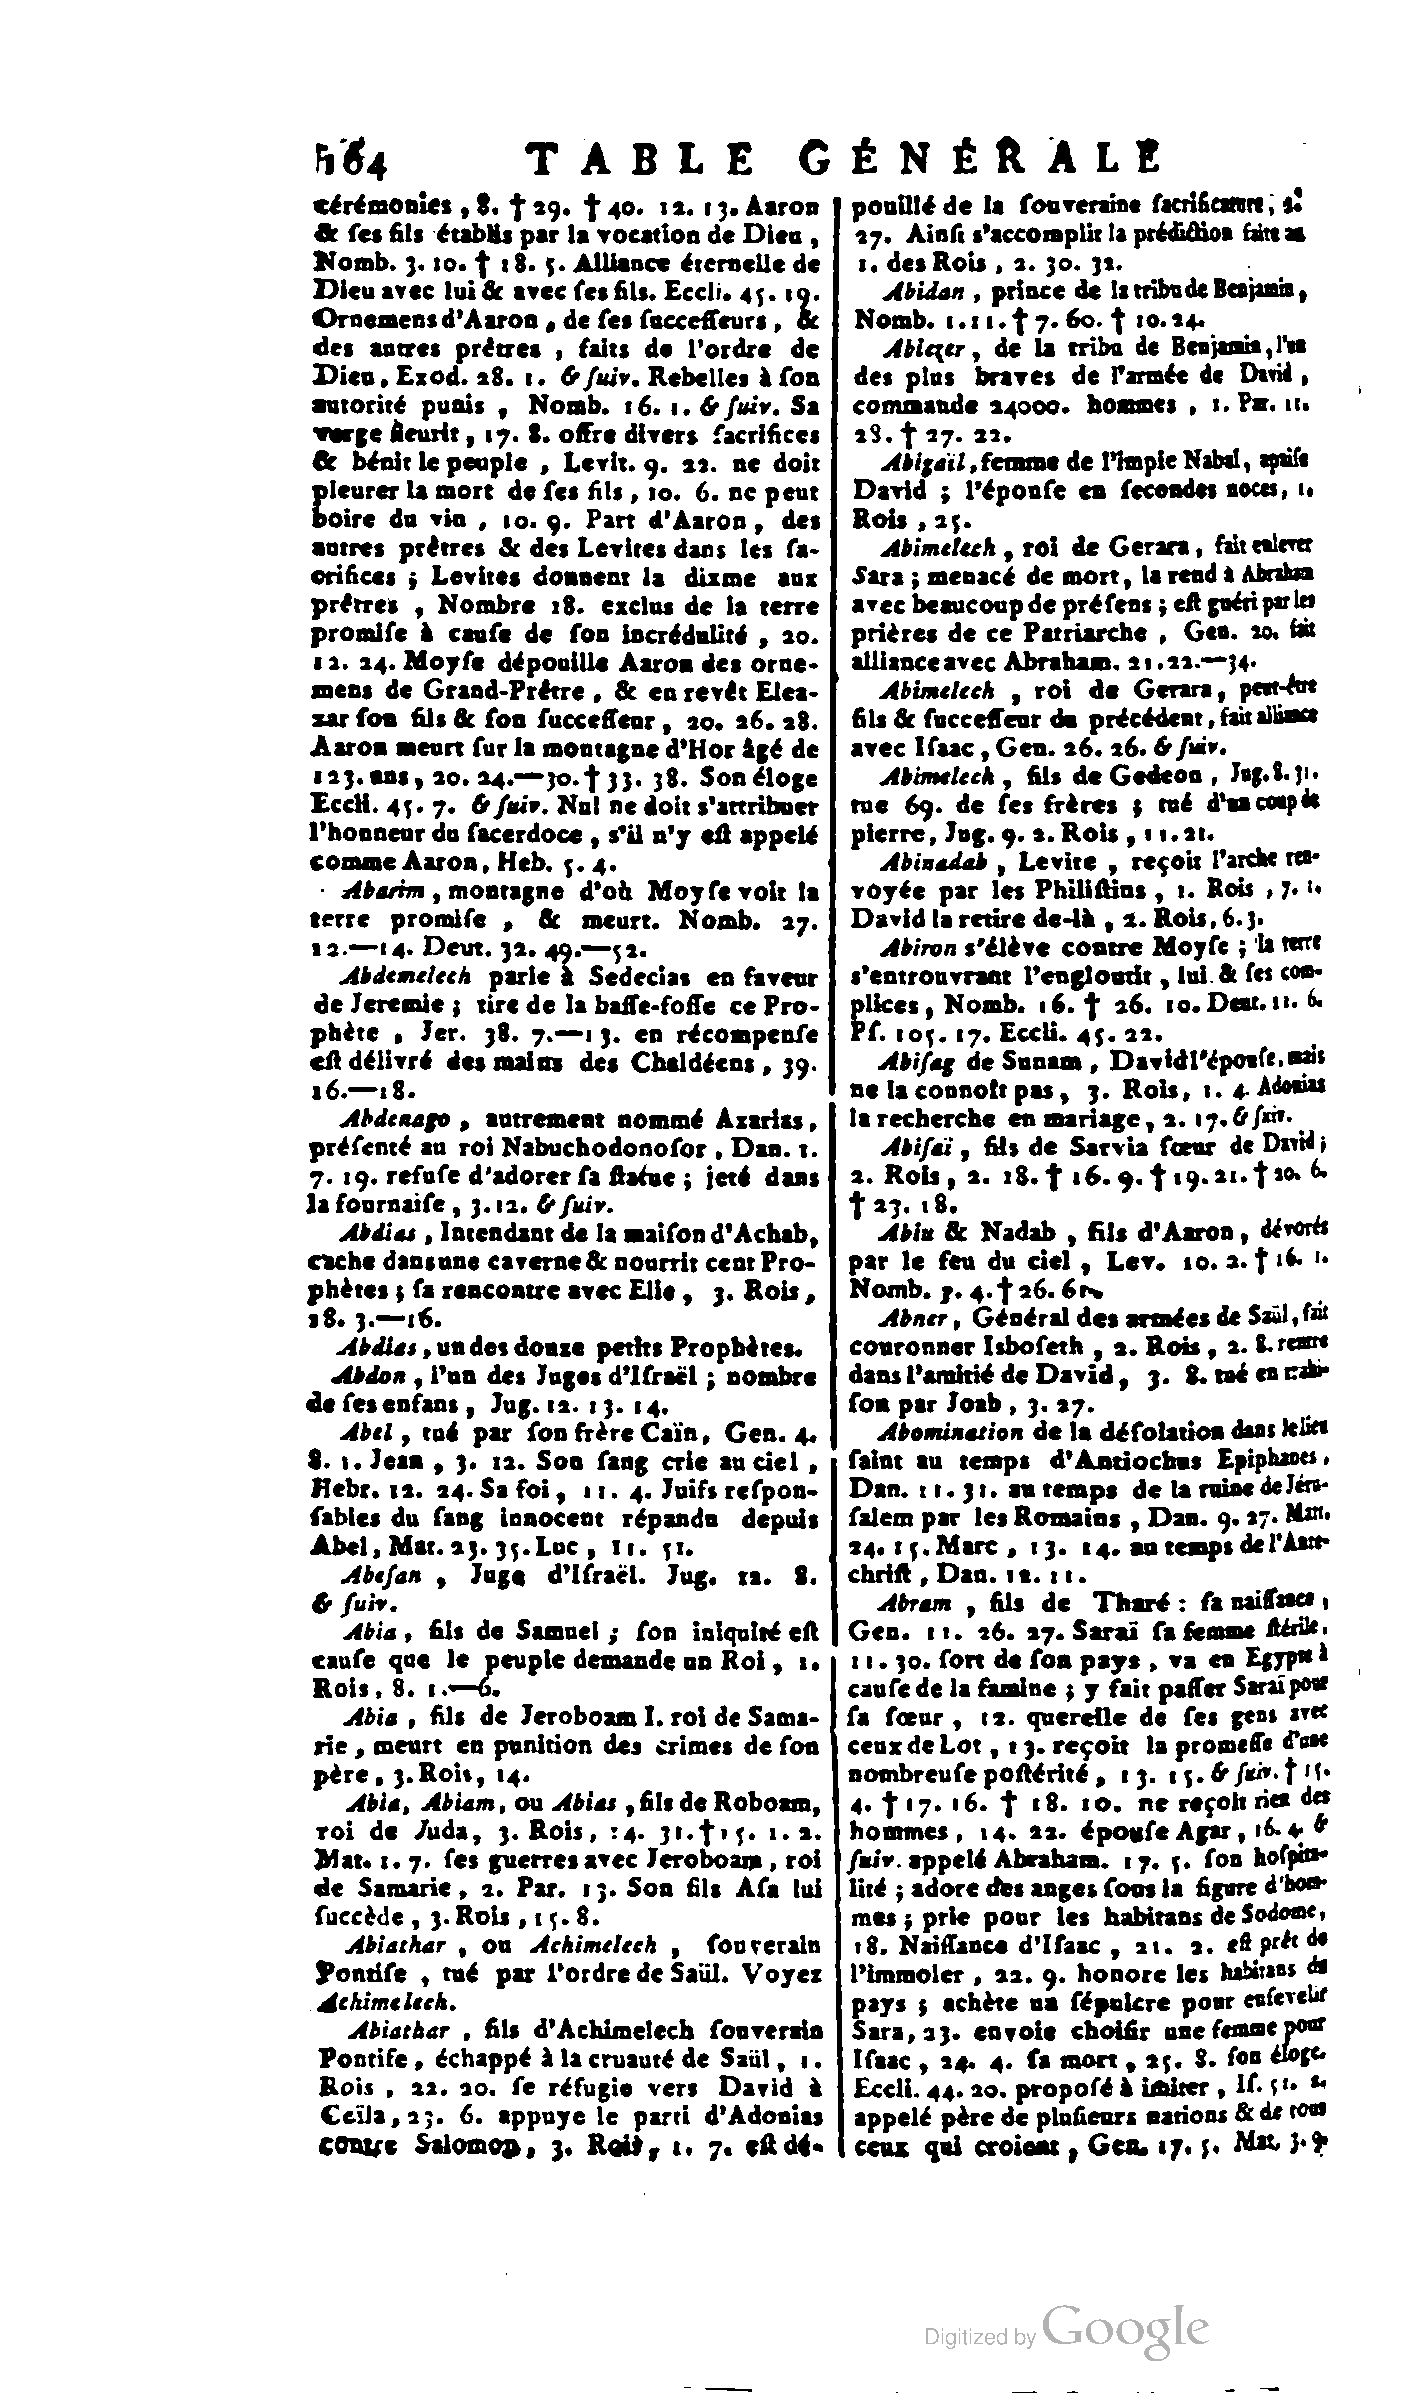 564 TABLE GÉNÉRALE
cérémonies, 8. † 29. † 40. 12. 13. Aaron
& ſes fils établis par la vocation de Dieu,
Nomb. 3. 10. † 18. 5. Alliance éternelle de
Dieu avec lui & avec ſes fils. Eccli. 45. 19.
Ornemens d'Aaron, de ſes ſucceſſeurs, &
des autres prêtres, faits de l'ordre de
Dieu, Exod. 28. 1. & ſuiv. Rebelles à ſon
autorité punis, Nomb. 16. 1. & ſuiv. Sa
verge fleurit, 17. 8. offre divers ſacrifices
& bénit le peuple, Levit. 9. 22. ne doit
pleurer la mort de ſes fils, 10. 6. ne peut
boire du vin, 10. 9. Part d'Aaron, des
autres prêtres & des Levites dans les ſa-
crifices; Levites donnent la dixme aux
prêtres, Nombre 18. exclus de la terre
promiſe à cauſe de ſon incrédulité, 20.
12. 24. Moyſe dépouille Aaron des orne-
mens de Grand-Prêtre, & en revêt Elea-
zar ſon fils & ſon ſucceſſeur, 20. 26. 28.
Aaron meurt ſur la montagne d'Hor âgé de
123. ans, 20. 24.—30. † 33. 38. Son éloge
Eccli. 45. 7. & ſuiv. Nul ne doit s'attribuer
l'honneur du ſacerdoce, s'il n'y eſt appelé
comme Aaron, Heb. 5. 4.
Abarim, montagne d'où Moyſe voit la
terre promiſe, & meurt. Nomb. 27.
12.—14. Deut. 32. 49.—52.
Abdemelech parle à Sedecias en faveur
de Jeremie; tire de la baſſe-foſſe ce Pro-
phète, Jer. 38. 7.—13. en récompenſe
eſt délivré des mains des Chaldéens, 39.
16.—18.
Abdenago, autrement nommé Azarias,
préſenté au roi Nabuchodonoſor, Dan. 1.
7. 19. refuſe d'adorer ſa ſtatue; jeté dans
la fournaiſe, 3. 12. & ſuiv.
Abdias, Intendant de la maiſon d'Achab,
cache dans une caverne & nourrit cent Pro-
phètes; ſa rencontre avec Elie, 3. Rois,
18. 3.—16.
Abdias, un des douze petits Prophètes.
Abdon, l'un des Juges d'Iſraël; nombre
de ſes enfans, Jug. 12. 13. 14.
Abel, tué par ſon frère Caïn, Gen. 4.
8. 1. Jean, 3. 12. Son ſang crie au ciel,
Hebr. 12. 24. Sa foi, 11. 4. Juifs reſpon-
ſables du ſang innocent répandu depuis
Abel, Mat. 23. 35. Luc, 11. 51.
Abeſan, Juge d'Iſraël. Jug. 12. 8.
& ſuiv.
Abia, fils de Samuel; ſon iniquité eſt
cauſe que le peuple demande un Roi, 1.
Rois, 8. 1.—6.
Abia, fils de Jeroboam I. roi de Sama-
rie, meurt en punition des crimes de ſon
père, 3. Rois, 14.
Abia, Abiam, ou Abias, fils de Roboam,
roi de Juda, 3. Rois, 14. 31. † 15. 1. 2.
Mat. 1. 7. ſes guerres avec Jeroboam, roi
de Samarie, 2. Par. 13. Son fils Aſa lui
ſuccède, 3. Rois, 15. 8.
Abiathar, ou Achimelech, ſouverain
Pontife, tué par l'ordre de Saül. Voyez
Achimelech.
Abiathar, fils d'Achimelech ſouverain
Pontife, échappé à la cruauté de Saül, 1.
Rois, 22. 20. ſe réfugie vers David à
Ceïla, 23. 6. appuye le parti d'Adonias
contre Salomon, 3. Rois, 1. 7. eſt dé-
pouillé de la ſouveraine ſacrificature, 2.
27. Ainſi s'accomplit la prédiction faite au
1. des Rois, 2. 30. 32.
Abidan, prince de la tribu de Benjamin,
Nomb. 1. 11. † 7. 60. † 10. 24.
Abiezer, de la tribu de Benjamin, l'un
des plus braves de l'armée de David,
commande 24000. hommes, 1. Par. 11.
28. † 27. 22.
Abigaïl, femme de l'impie Nabal, apaiſe
David; l'épouſe en ſecondes noces, 1.
Rois, 25.
Abimelech, roi de Gerara, fait enlever
Sara; menacé de mort, la rend à Abraham
avec beaucoup de préſens; eſt guéri par les
prières de ce Patriarche, Gen. 20. fait
alliance avec Abraham. 21. 22.—34.
Abimelech, roi de Gerara, peut-être
fils & ſucceſſeur du précédent, fait alliance
avec Iſaac, Gen. 26. 26. & ſuiv.
Abimelech, fils de Gedeon, Jug. 8. 31.
tue 69. de ſes frères; tué d'un coup de
pierre, Jug. 9. 2. Rois, 11. 21.
Abinadab, Levite, reçoit l'arche ren-
voyée par les Philiſtins, 1. Rois, 7. 1.
David la retire de-là, 2. Rois, 6. 3.
Abiron s'élève contre Moyſe; la terre
s'entrouvrant l'engloutit, lui & ſes com-
plices, Nomb. 16. † 26. 10. Deut. 11. 6.
Pſ. 105. 17. Eccli. 45. 22.
Abiſag de Sunam, David l'épouſe, mais
ne la connoît pas, 3. Rois, 1. 4. Adonias
la recherche en mariage, 2. 17. & ſuiv.
Abiſaï, fils de Sarvia ſœur de David;
2. Rois, 2. 18. † 16. 9. † 19. 21. † 20. 6.
† 23. 18.
Abiu & Nadab, fils d'Aaron, dévorés
par le feu du ciel, Lev. 10. 2. † 16. 1.
Nomb. 3. 4. † 26. 61.
Abner, Général des armées de Saül, fait
couronner Isboſeth, 2. Rois, 2. 8. rentre
dans l'amitié de David, 3. 8. tué en trahi-
ſon par Joab, 3. 27.
Abomination de la déſolation dans le lieu
ſaint au temps d'Antiochus Epiphanes,
Dan. 11. 31. au temps de la ruine de Jéru-
ſalem par les Romains, Dan. 9. 27. Mat.
24. 15. Marc, 13. 14. au temps de l'Ante-
chriſt, Dan. 12. 11.
Abram, fils de Tharé: ſa naiſſance,
Gen. 11. 26. 27. Saraï ſa femme ſtérile,
11. 30. ſort de ſon pays, va en Egypte à
cauſe de la famine; y fait paſſer Saraï pour
ſa ſœur, 12. querelle de ſes gens avec
ceux de Lot, 13. reçoit la promeſſe d'une
nombreuſe poſtérité, 13. 15. & ſuiv. † 15.
4. † 17. 16. † 18. 10. ne reçoit rien des
hommes, 14. 22. épouſe Agar, 16. 4. &
ſuiv. appelé Abraham. 17. 5. ſon hoſpita-
lité; adore des anges ſous la figure d'hom-
mes; prie pour les habitans de Sodome,
18. Naiſſance d'Iſaac, 21. 2. eſt prêt de
l'immoler, 22. 9. honore les habitans du
pays; achète un ſépulcre pour enſevelir
Sara, 23. envoie choiſir une femme pour
Iſaac, 24. 4. ſa mort, 25. 8. ſon éloge.
Eccli. 44. 20. propoſé à imiter, Iſ. 51. 2.
appelé père de pluſieurs nations & de tous
ceux qui croient, Gen. 17. 5. Mat. 3. 9.
Digitized by Google